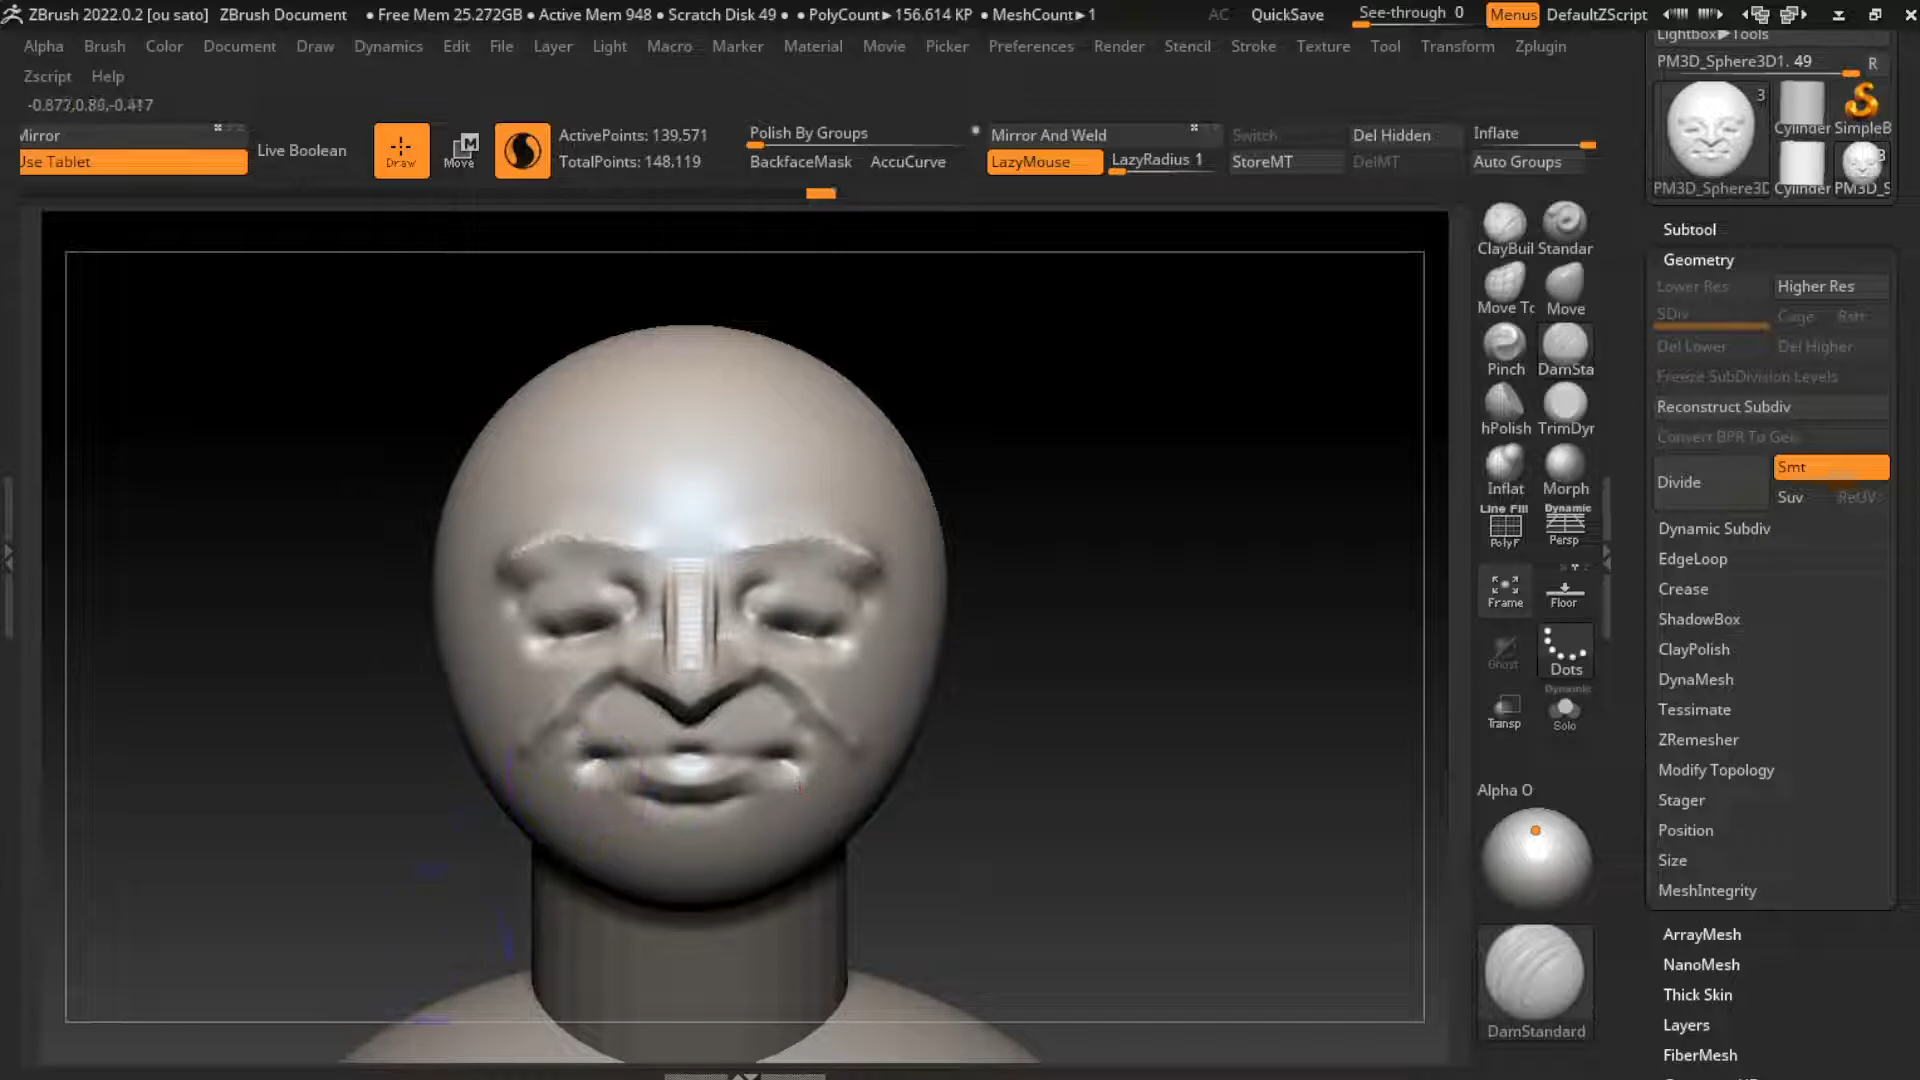 ZBrush 2022.0.2 [ou sato] ZBrush Document • Free Mem 25.272GB • Active Mem 948 • Scratch Disk 49 • • PolyCount▶156.614 KP • MeshCount▶1 AC QuickSave See-through 0 Menus DefaultZScript
Alpha Brush Color Document Draw Dynamics Edit File Layer Light Macro Marker Material Movie Picker Preferences Render Stencil Stroke Texture Tool Transform Zplugin
Zscript Help
Lightbox▶Tools
PM3D_Sphere3D1. 49 R
3
Cylinder SimpleB
3
PM3D_Sphere3D Cylinder PM3D_S
Mirror
Use Tablet
Live Boolean
Draw
Move
ActivePoints: 139,571
TotalPoints: 148,119
Polish By Groups
BackfaceMask AccuCurve
Mirror And Weld
LazyMouse LazyRadius 1
Switch Del Hidden
StoreMT DelMT
Inflate
Auto Groups
ClayBuil Standar
Move To Move
Pinch DamSta
hPolish TrimDyr
Inflat Morph
Line Fill Dynamic
PolyF Persp
Frame Floor
Ghost Dots
Dynamic
Transp Solo
Alpha O
DamStandard
Subtool
Geometry
Lower Res Higher Res
SDiv Cage Rstr
Del Lower Del Higher
Freeze SubDivision Levels
Reconstruct Subdiv
Convert BPR To Geo
Divide Smt
Suv ReUV
Dynamic Subdiv
EdgeLoop
Crease
ShadowBox
ClayPolish
DynaMesh
Tessimate
ZRemesher
Modify Topology
Stager
Position
Size
MeshIntegrity
ArrayMesh
NanoMesh
Thick Skin
Layers
FiberMesh